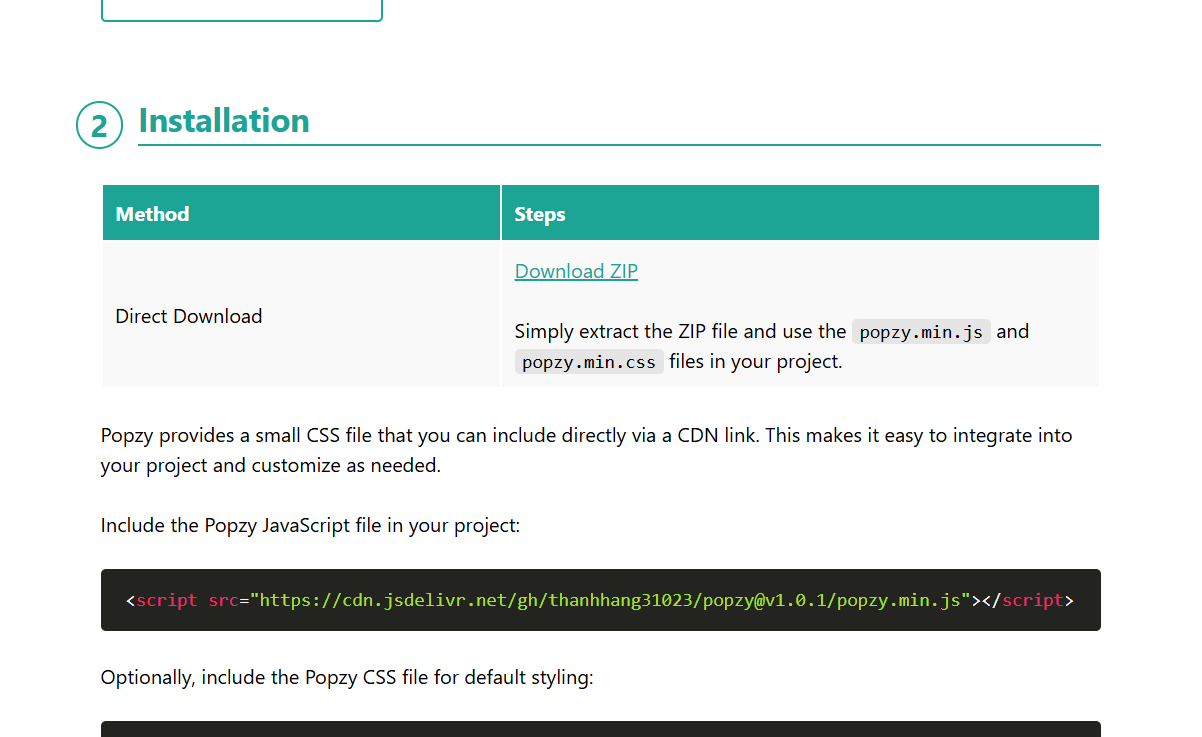 2 Installation
Method Steps
Download ZIP
Direct Download
Simply extract the ZIP file and use the popzy.min.js and
popzy.min.css files in your project.
Popzy provides a small CSS file that you can include directly via a CDN link. This makes it easy to integrate into
your project and customize as needed.
Include the Popzy JavaScript file in your project:
<script src="https://cdn.jsdelivr.net/gh/thanhhang31023/popzy@v1.0.1/popzy.min.js"></script>
Optionally, include the Popzy CSS file for default styling: